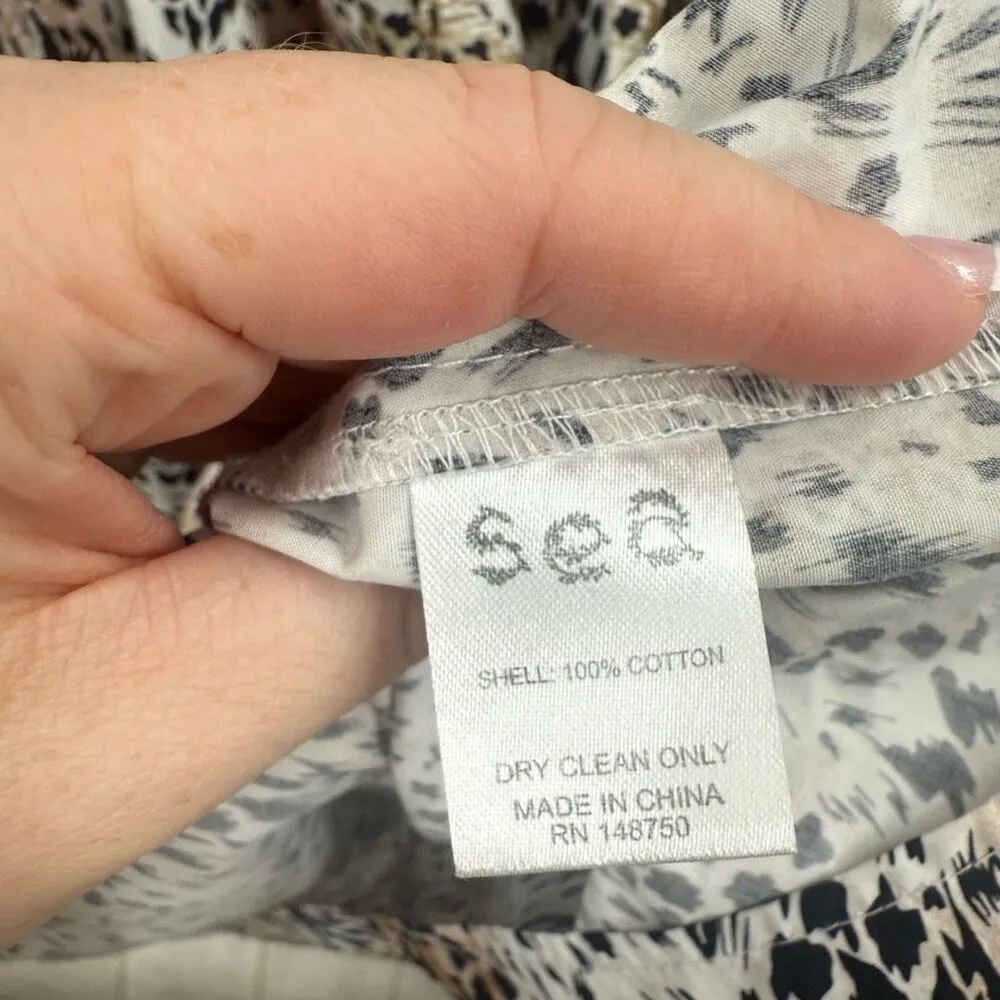 sea
SHELL: 100% COTTON
DRY CLEAN ONLY
MADE IN CHINA
RN 148750